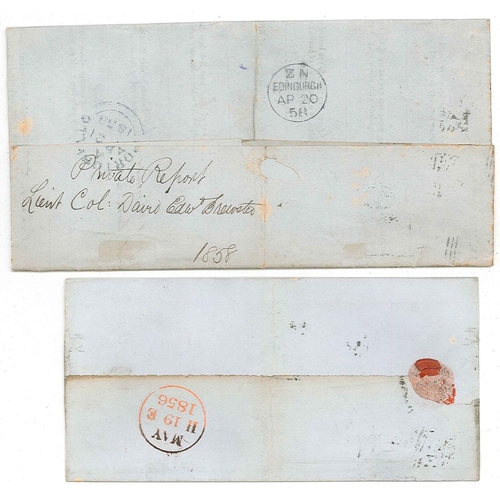 Z N
EDINBURGH
AP 20
58
Private Report
Lieut Col: David Edwd Brewster
1858
MAY
H 19 E
1856